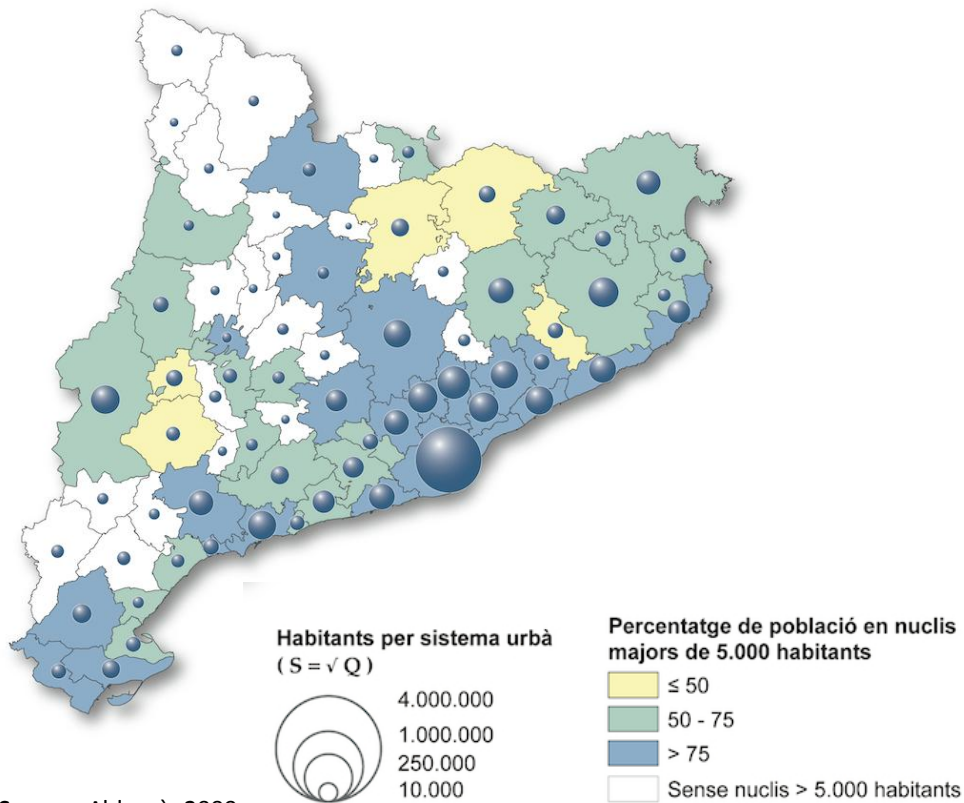 Habitants per sistema urbà
( S = √ Q )
4.000.000
1.000.000
250.000
10.000
Percentatge de població en nuclis
majors de 5.000 habitants
≤ 50
50 - 75
> 75
Sense nuclis > 5.000 habitants